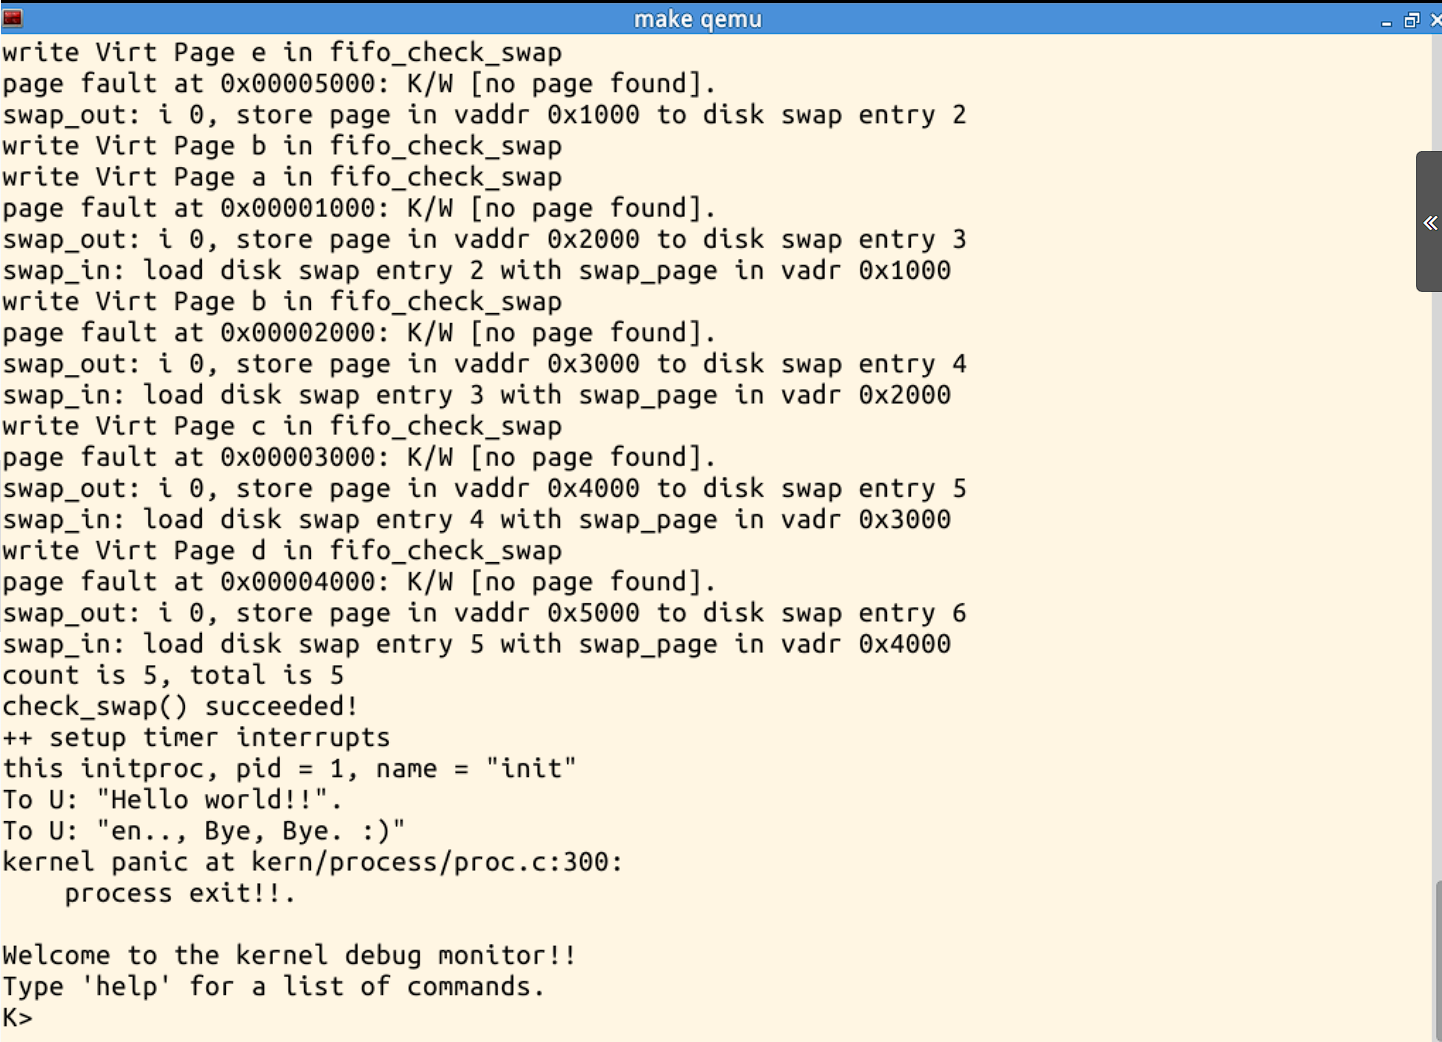 make qemu
write Virt Page e in fifo_check_swap
page fault at 0x00005000: K/W [no page found].
swap_out: i 0, store page in vaddr 0x1000 to disk swap entry 2
write Virt Page b in fifo_check_swap
write Virt Page a in fifo_check_swap
page fault at 0x00001000: K/W [no page found].
swap_out: i 0, store page in vaddr 0x2000 to disk swap entry 3
swap_in: load disk swap entry 2 with swap_page in vadr 0x1000
write Virt Page b in fifo_check_swap
page fault at 0x00002000: K/W [no page found].
swap_out: i 0, store page in vaddr 0x3000 to disk swap entry 4
swap_in: load disk swap entry 3 with swap_page in vadr 0x2000
write Virt Page c in fifo_check_swap
page fault at 0x00003000: K/W [no page found].
swap_out: i 0, store page in vaddr 0x4000 to disk swap entry 5
swap_in: load disk swap entry 4 with swap_page in vadr 0x3000
write Virt Page d in fifo_check_swap
page fault at 0x00004000: K/W [no page found].
swap_out: i 0, store page in vaddr 0x5000 to disk swap entry 6
swap_in: load disk swap entry 5 with swap_page in vadr 0x4000
count is 5, total is 5
check_swap() succeeded!
++ setup timer interrupts
this initproc, pid = 1, name = "init"
To U: "Hello world!!".
To U: "en.., Bye, Bye. :)"
kernel panic at kern/process/proc.c:300:
    process exit!!.

Welcome to the kernel debug monitor!!
Type 'help' for a list of commands.
K>